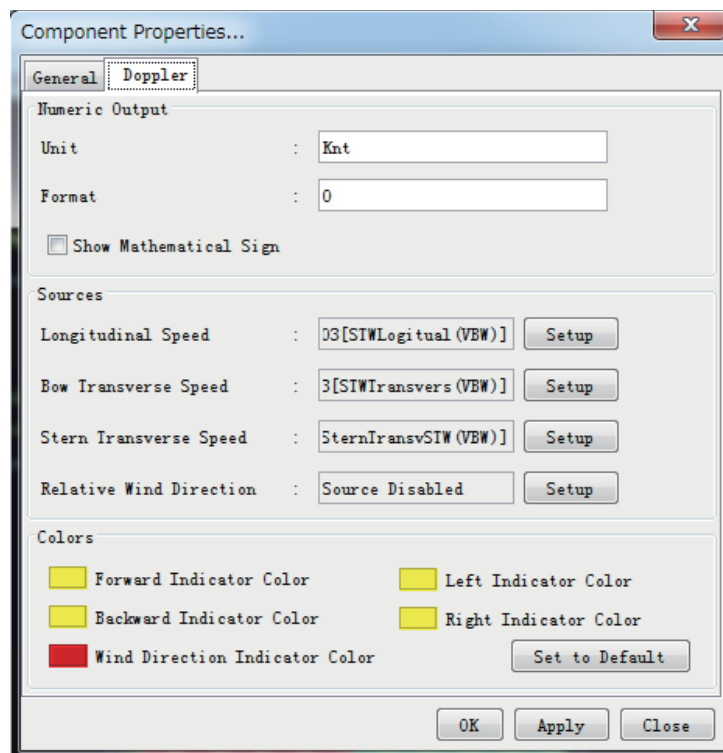 Component Properties...
General Doppler
Numeric Output
Unit : Knt
Format : 0
Show Mathematical Sign
Sources
Longitudinal Speed : 03[STWLogitual(VBW)] Setup
Bow Transverse Speed : 3[STWTransvers(VBW)] Setup
Stern Transverse Speed : SternTransvSTW(VBW)] Setup
Relative Wind Direction : Source Disabled Setup
Colors
Forward Indicator Color Left Indicator Color
Backward Indicator Color Right Indicator Color
Wind Direction Indicator Color Set to Default
OK Apply Close